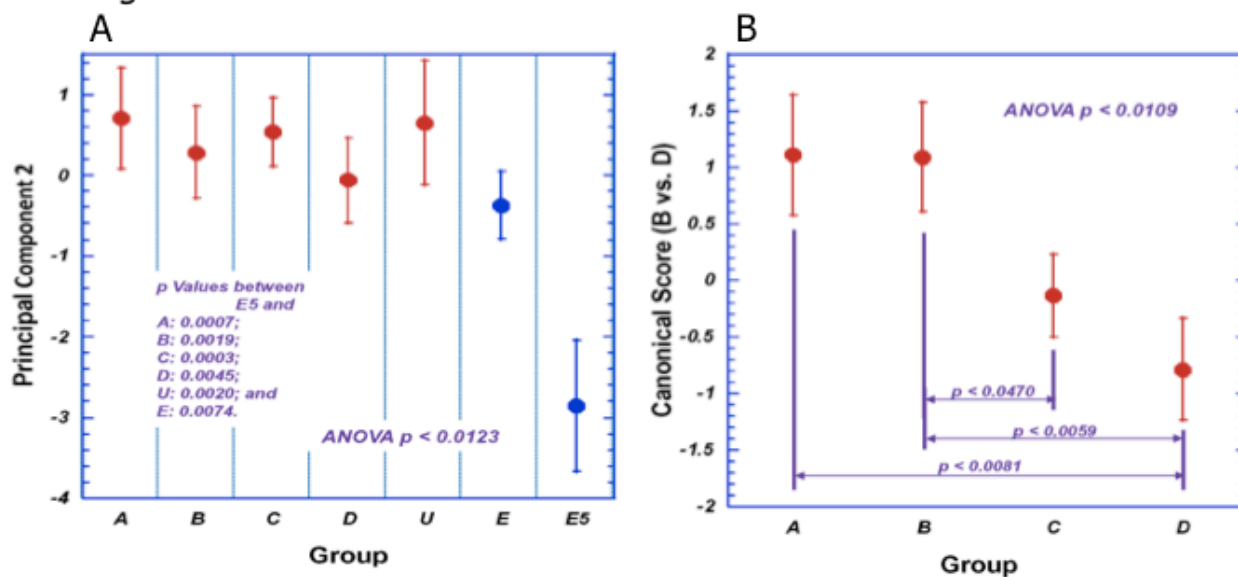 A
1
0
-1
-2
-3
-4
Principal Component 2
p Values between
E5 and
A: 0.0007;
B: 0.0019;
C: 0.0003;
D: 0.0045;
U: 0.0020; and
E: 0.0074.
ANOVA p < 0.0123
A B C D U E E5
Group
B
2
1.5
1
0.5
0
-0.5
-1
-1.5
-2
Canonical Score (B vs. D)
ANOVA p < 0.0109
p < 0.0470
p < 0.0059
p < 0.0081
A B C D
Group